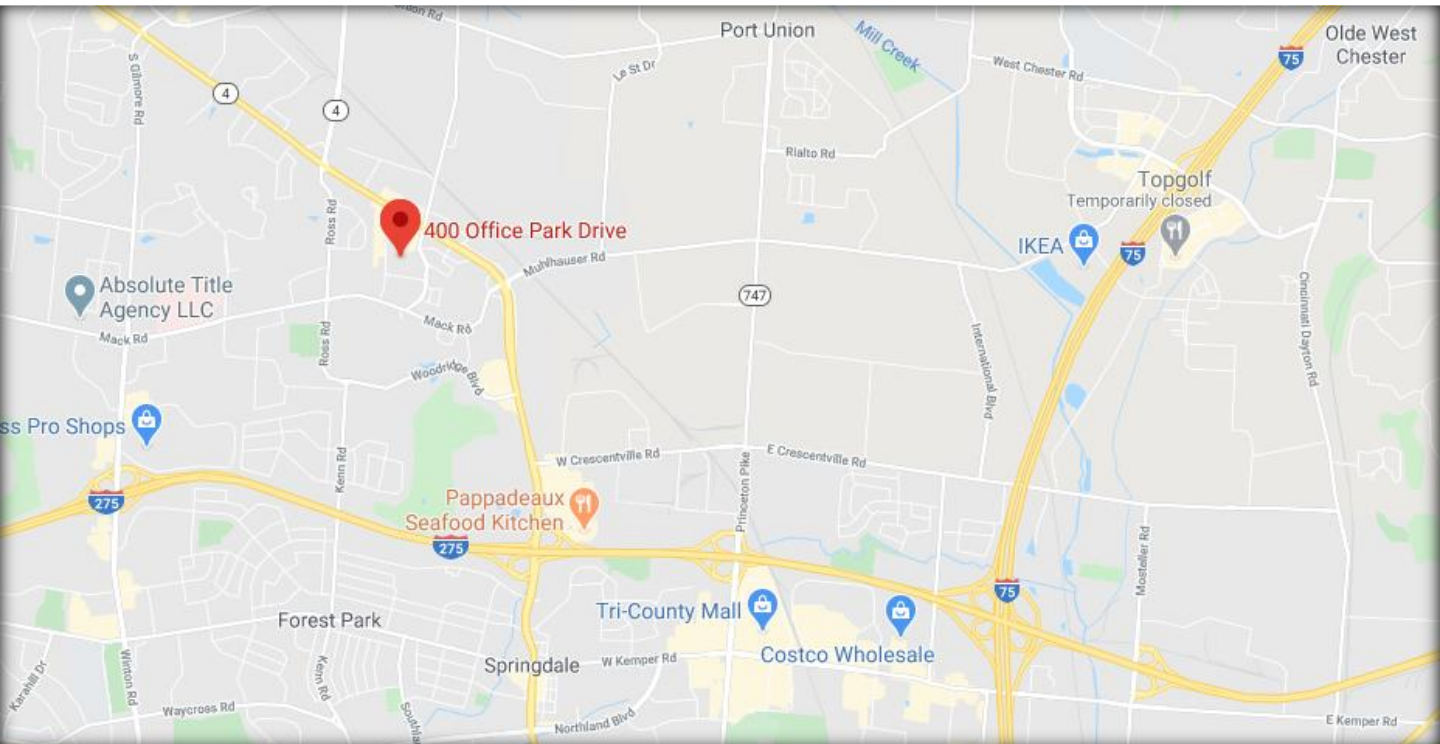 Port Union
Mill Creek
75
Olde West
Chester
S Gilmore Rd
Le St Dr
West Chester Rd
4
4
Rialto Rd
Topgolf
Temporarily closed
Ross Rd
400 Office Park Drive
IKEA
75
Muhlhauser Rd
Absolute Title
Agency LLC
747
Cincinnati Dayton Rd
Mack Rd
Mack Rd
Ross Rd
International Blvd
Woodridge Blvd
ss Pro Shops
W Crescentville Rd
E Crescentville Rd
Kenn Rd
Princeton Pike
275
Pappadeaux
Seafood Kitchen
275
Mosteller Rd
75
Tri-County Mall
Forest Park
Costco Wholesale
Springdale
W Kemper Rd
Winton Rd
Kenn Rd
Karahill Dr
Waycross Rd
Northland Blvd
E Kemper Rd